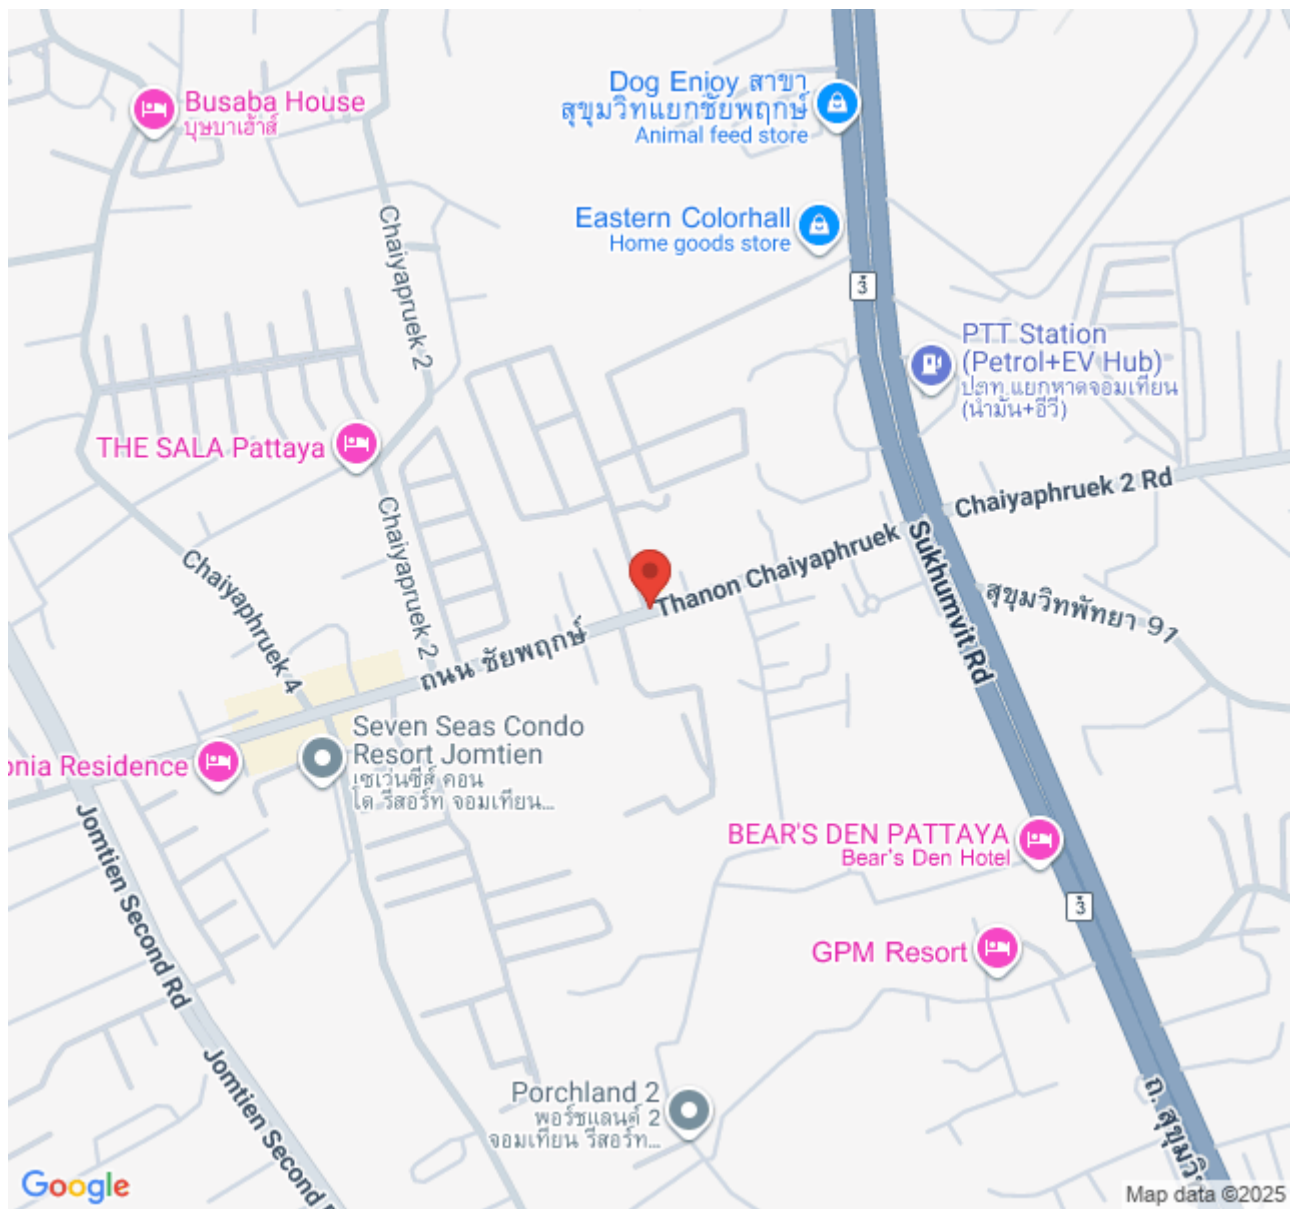 Dog Enjoy สาขา
สุขุมวิทแยกชัยพฤกษ์
Animal feed store
Busaba House
บุษบาเฮ้าส์
Eastern Colorhall
Home goods store
Chaiyapruek 2
3
PTT Station
(Petrol+EV Hub)
ปตท.แยกหาดจอมเทียน
(น้ำมัน+อีวี)
THE SALA Pattaya
Chaiyaphruek 2 Rd
Chaiyapruek 2
Thanon Chaiyaphruek
Sukhumvit Rd
สุขุมวิทพัทยา 91
Chaiyaphruek 4
ถนน ชัยพฤกษ์
Seven Seas Condo
Resort Jomtien
เซเว่นซีส์ คอน
โด รีสอร์ท จอมเทียน...
onia Residence
Jomtien Second Rd
BEAR'S DEN PATTAYA
Bear's Den Hotel
3
GPM Resort
Jomtien Second R
Porchland 2
พอร์ชแลนด์ 2
จอมเทียน รีสอร์ท...
ถ. สุขุมวิ
Google
Map data ©2025